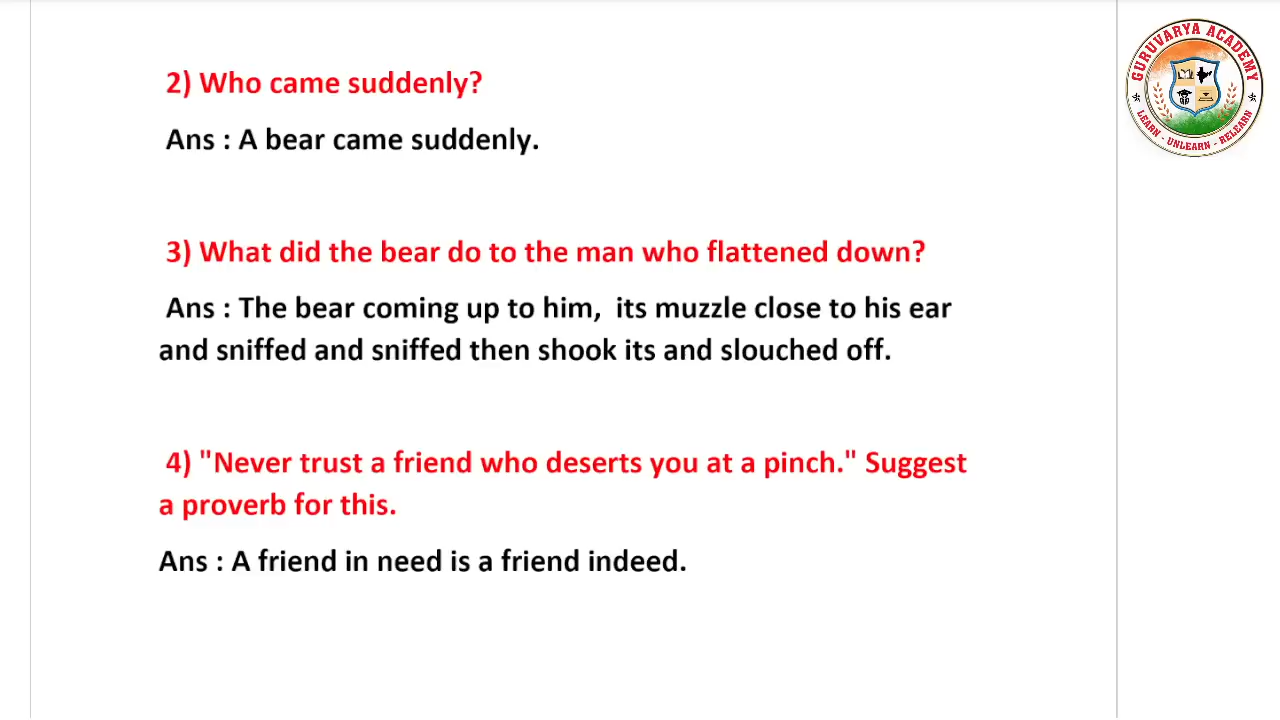 2) Who came suddenly?
Ans : A bear came suddenly.
3) What did the bear do to the man who flattened down?
Ans : The bear coming up to him,  its muzzle close to his ear
and sniffed and sniffed then shook its and slouched off.
4) "Never trust a friend who deserts you at a pinch." Suggest
a proverb for this.
Ans : A friend in need is a friend indeed.
GURUVARYA ACADEMY
LEARN - UNLEARN - RELEARN